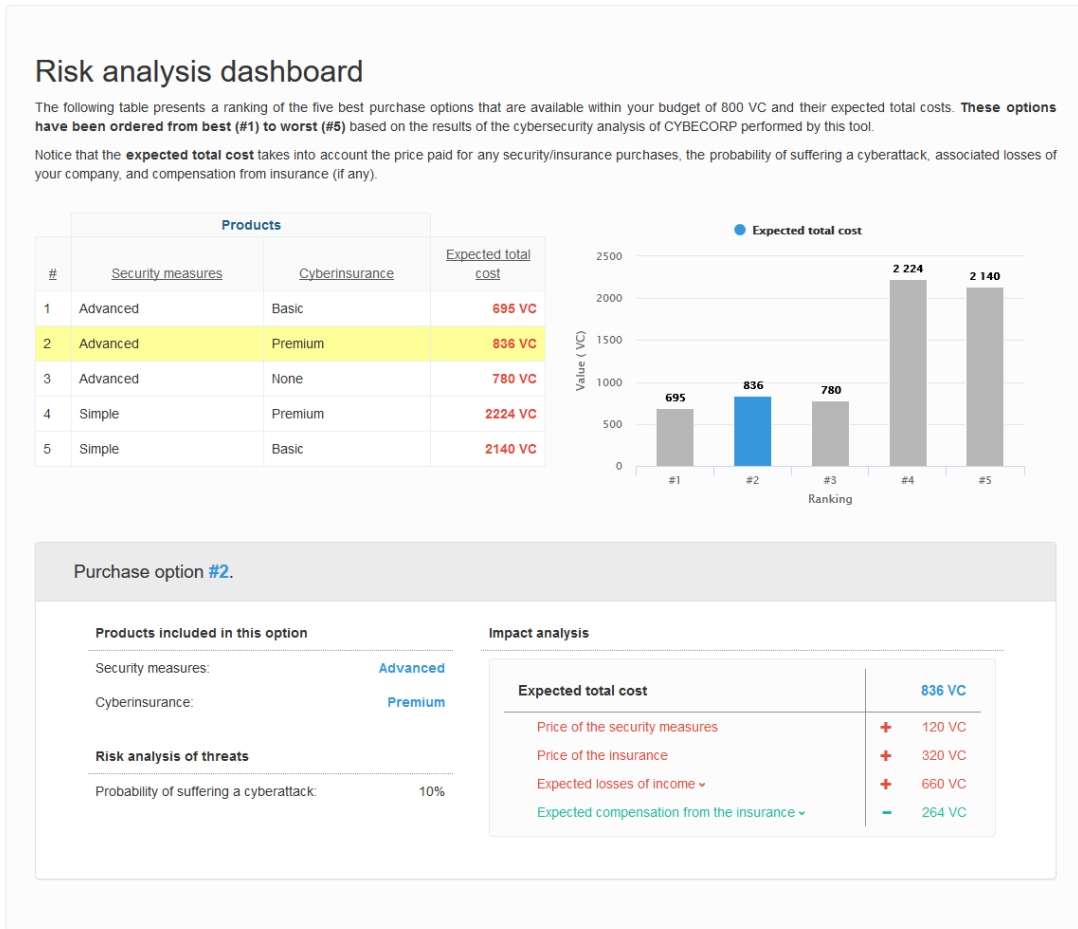 Risk analysis dashboard
The following table presents a ranking of the five best purchase options that are available within your budget of 800 VC and their expected total costs. These options
have been ordered from best (#1) to worst (#5) based on the results of the cybersecurity analysis of CYBECORP performed by this tool.
Notice that the expected total cost takes into account the price paid for any security/insurance purchases, the probability of suffering a cyberattack, associated losses of
your company, and compensation from insurance (if any).
Products
# Security measures Cyberinsurance Expected total
cost
1 Advanced Basic 695 VC
2 Advanced Premium 836 VC
3 Advanced None 780 VC
4 Simple Premium 2224 VC
5 Simple Basic 2140 VC
Expected total cost
Value ( VC)
2500
2000
1500
1000
500
0
695
836
780
2 224
2 140
#1 #2 #3 #4 #5
Ranking
Purchase option #2.
Products included in this option
Security measures: Advanced
Cyberinsurance: Premium
Risk analysis of threats
Probability of suffering a cyberattack: 10%
Impact analysis
Expected total cost 836 VC
Price of the security measures + 120 VC
Price of the insurance + 320 VC
Expected losses of income + 660 VC
Expected compensation from the insurance − 264 VC